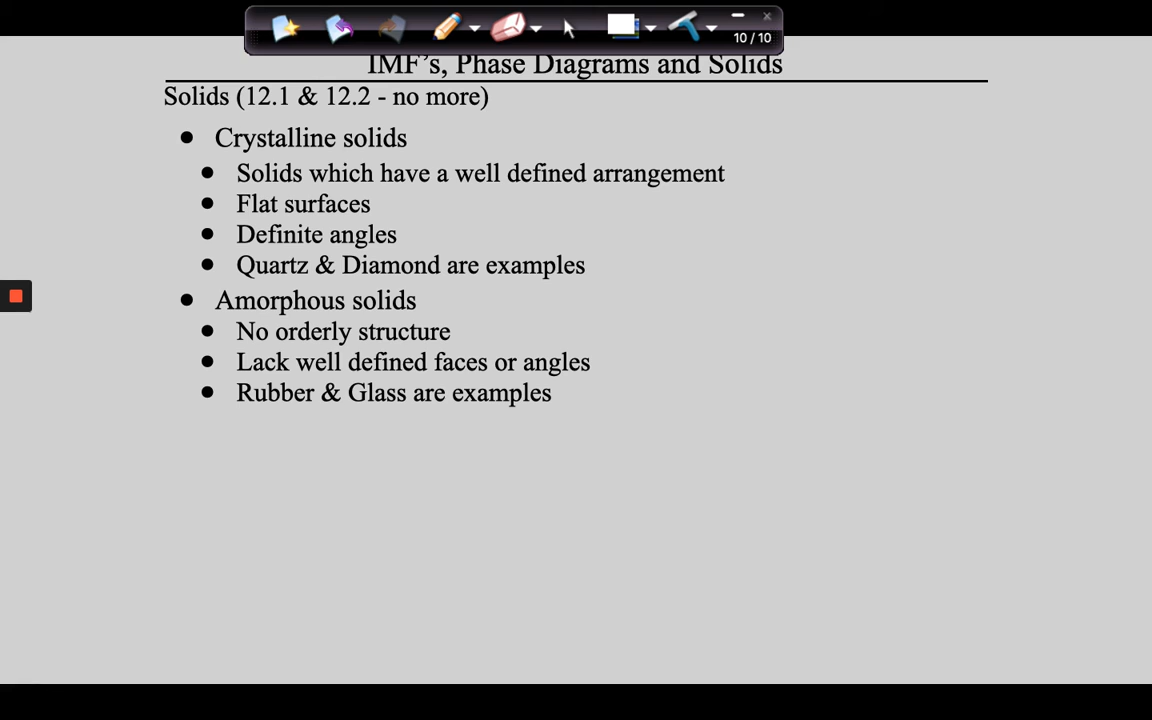 10 / 10
IMF's, Phase Diagrams and Solids
Solids (12.1 & 12.2 - no more)
Crystalline solids
Solids which have a well defined arrangement
Flat surfaces
Definite angles
Quartz & Diamond are examples
Amorphous solids
No orderly structure
Lack well defined faces or angles
Rubber & Glass are examples